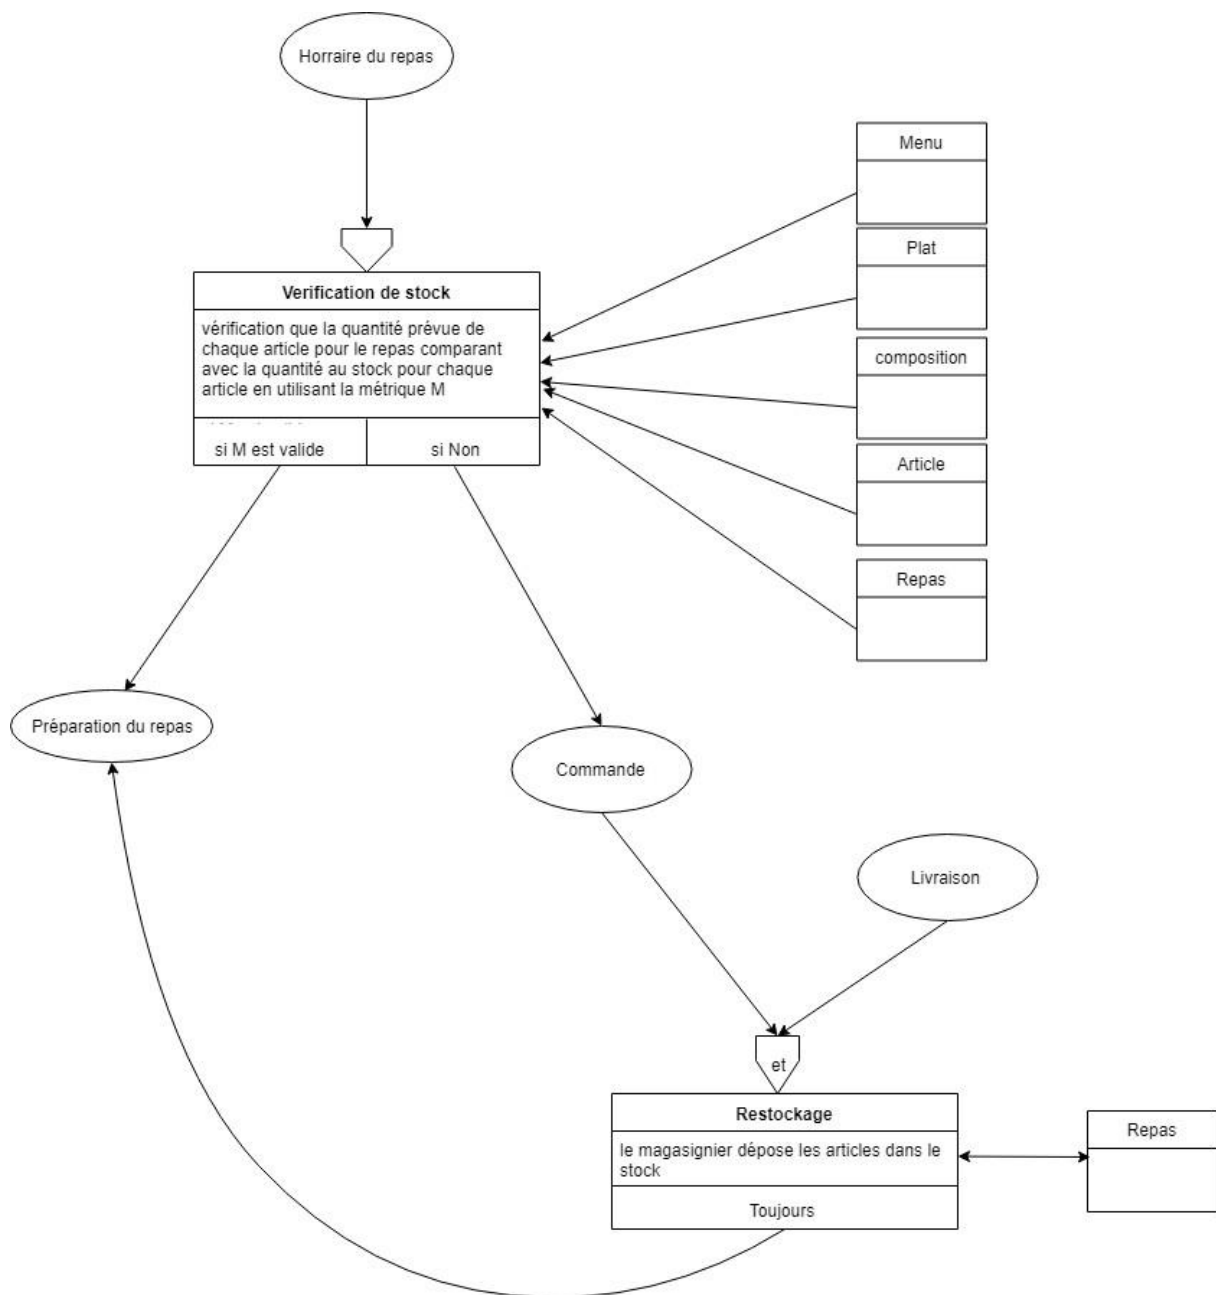 Horraire du repas
Menu
Plat
Verification de stock
vérification que la quantité prévue de
chaque article pour le repas comparant
avec la quantité au stock pour chaque
article en utilisant la métrique M
composition
si M est valide
si Non
Article
Repas
Préparation du repas
Commande
Livraison
et
Restockage
le magasignier dépose les articles dans le
stock
Toujours
Repas